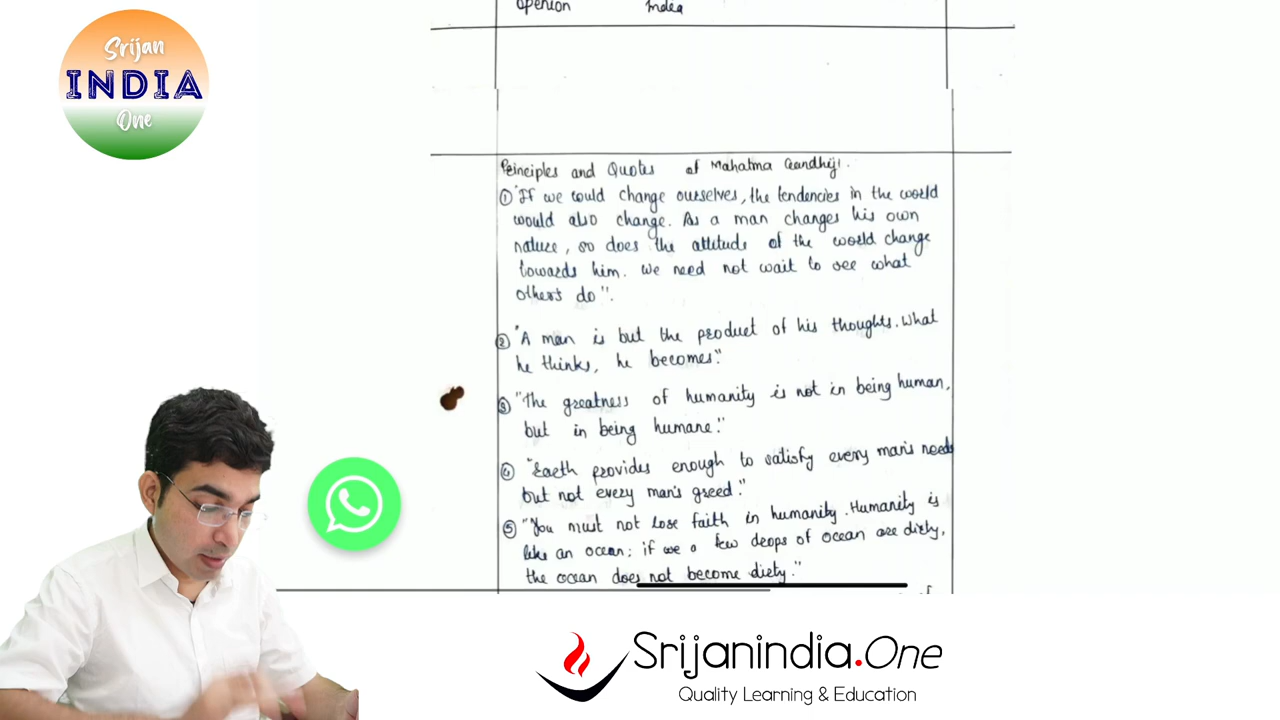 Srijan
INDIA
One
opinion India
Principles and Quotes of Mahatma Gandhiji.
① "If we could change ourselves, the tendencies in the world
would also change. As a man changes his own
nature, so does the attitude of the world change
towards him. We need not wait to see what
others do".
② "A man is but the product of his thoughts. What
he thinks, he becomes."
③ "The greatness of humanity is not in being human,
but in being humane."
④ "Earth provides enough to satisfy every man's needs
but not every man's greed."
⑤ "You must not lose faith in humanity. Humanity is
like an ocean; if a few drops of ocean are dirty,
the ocean does not become dirty."
Srijanindia.One
Quality Learning & Education